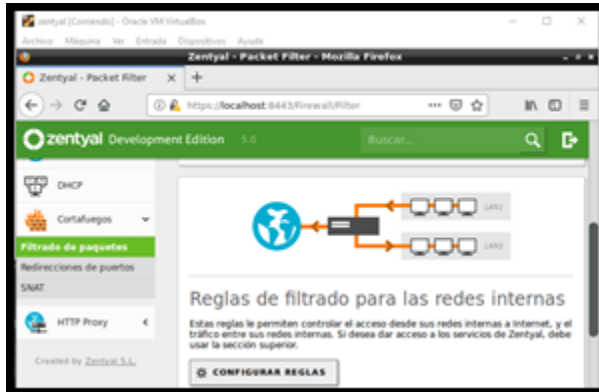 zentyal [Corriendo] - Oracle VM VirtualBox
Archivo Máquina Ver Entrada Dispositivos Ayuda
Zentyal - Packet Filter - Mozilla Firefox
Zentyal - Packet Filter
https://localhost:8443/Firewall/Filter
zentyal Development Edition 5.0
Buscar...
DHCP
Cortafuegos
Filtrado de paquetes
Redirecciones de puertos
SNAT
HTTP Proxy
Created by Zentyal S.L.
LAN1
LAN2
Reglas de filtrado para las redes internas
Estas reglas le permiten controlar el acceso desde sus redes internas a Internet, y el
tráfico entre sus redes internas. Si desea dar acceso a los servicios de Zentyal, debe
usar la sección superior.
CONFIGURAR REGLAS